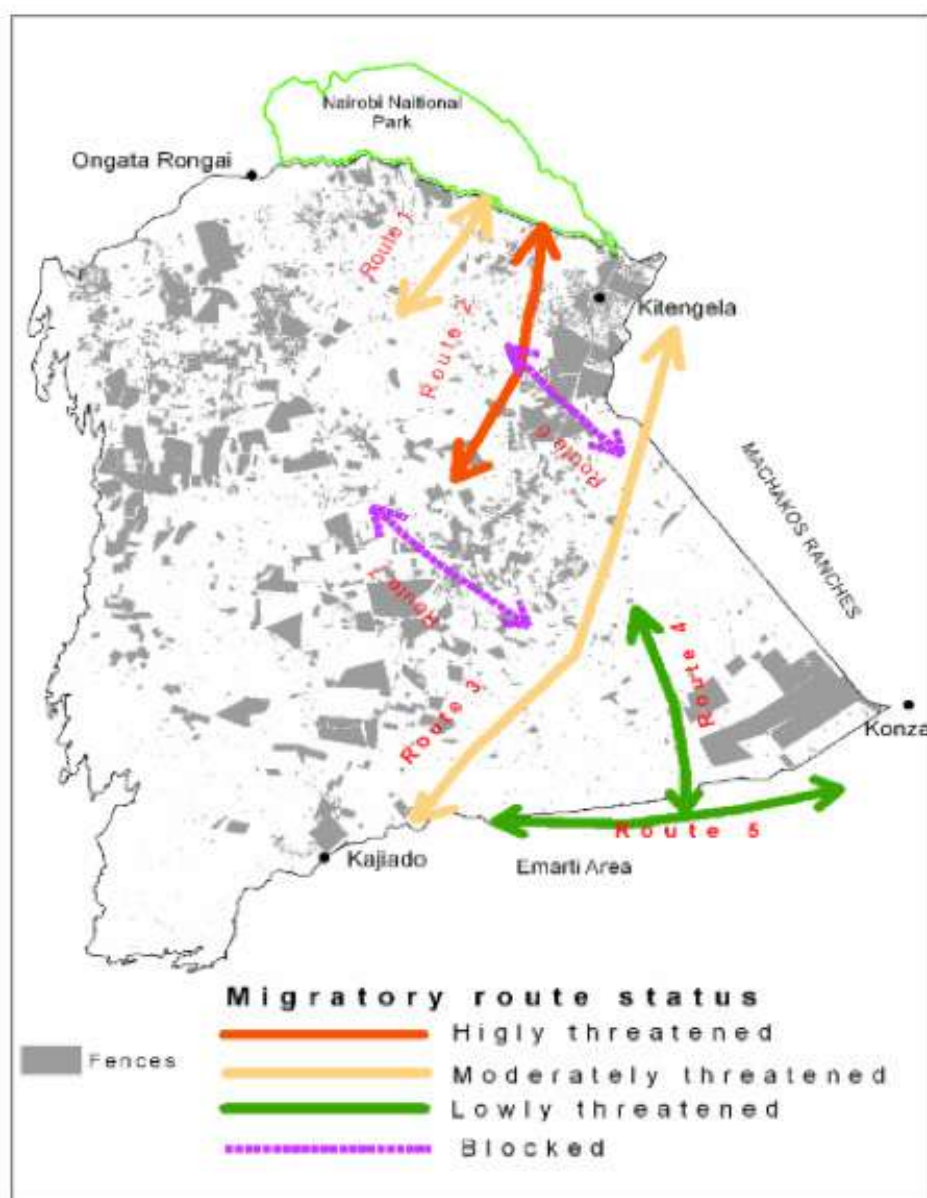 Nairobi Naitional
Park
Ongata Rongai
Route 1
Kitengela
Route 2
Route 6
MACHAKOS RANCHES
Route 7
Route 4
Route 3
Konza
Route 5
Kajiado
Emarti Area
Migratory route status
Higly threatened
Fences
Moderately threatened
Lowly threatened
Blocked